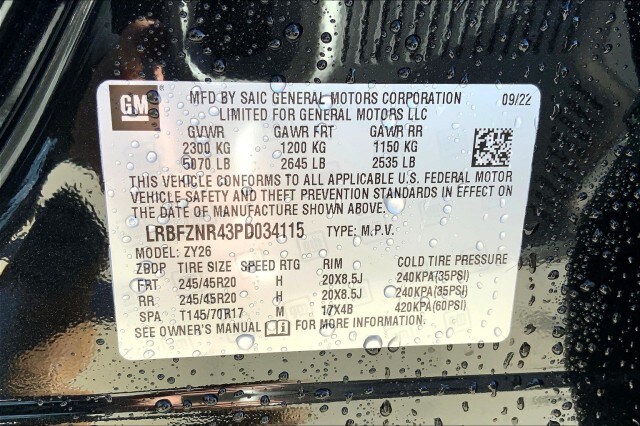 GM MFD BY SAIC GENERAL MOTORS CORPORATION 09/22
LIMITED FOR GENERAL MOTORS LLC
GVWR GAWR FRT GAWR RR
2300 KG 1200 KG 1150 KG
5070 LB 2645 LB 2535 LB
THIS VEHICLE CONFORMS TO ALL APPLICABLE U.S. FEDERAL MOTOR
VEHICLE SAFETY AND THEFT PREVENTION STANDARDS IN EFFECT ON
THE DATE OF MANUFACTURE SHOWN ABOVE.
LRBFZNR43PD034115 TYPE: M.P.V.
MODEL: ZY26
ZBDP TIRE SIZE SPEED RTG RIM COLD TIRE PRESSURE
FRT 245/45R20 H 20X8.5J 240KPA(35PSI)
RR 245/45R20 H 20X8.5J 240KPA(35PSI)
SPA T145/70R17 M 17X4B 420KPA(60PSI)
SEE OWNER'S MANUAL FOR MORE INFORMATION.